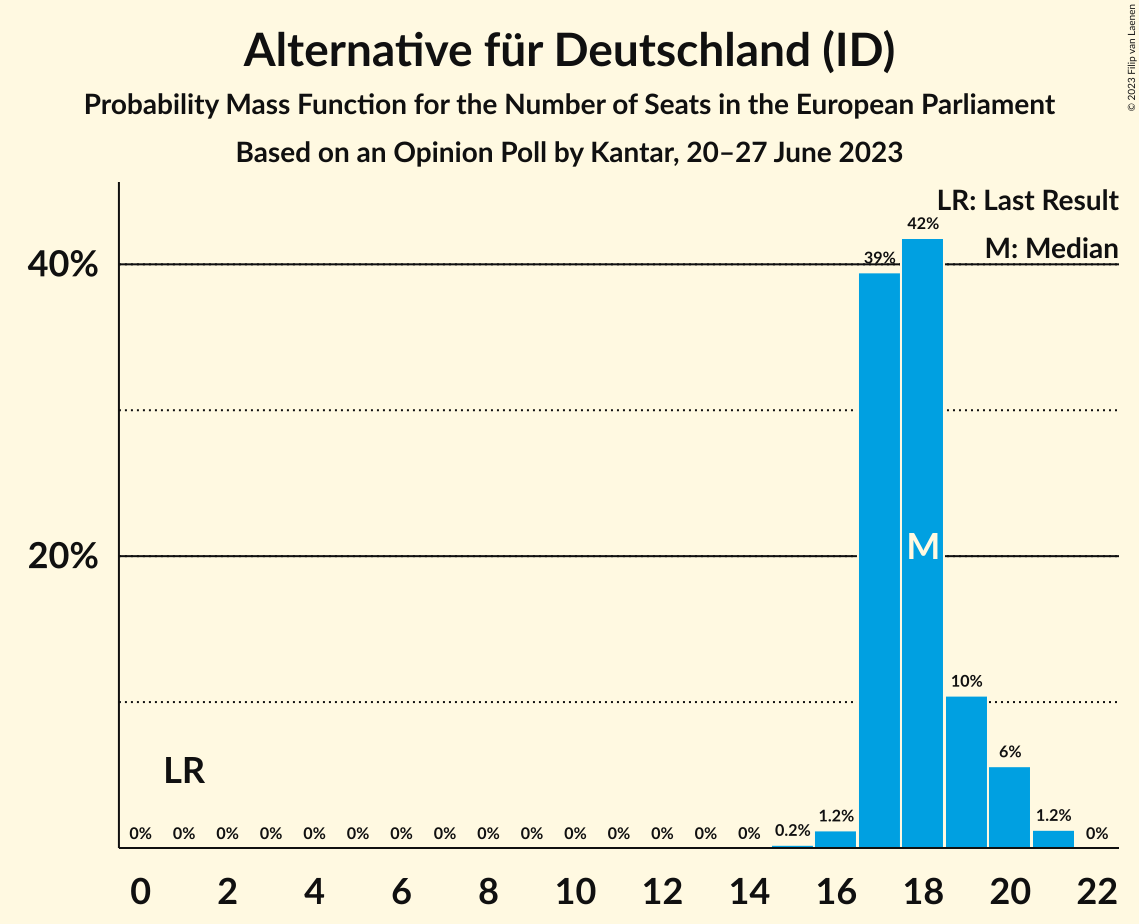 Alternative für Deutschland (ID)
Probability Mass Function for the Number of Seats in the European Parliament
Based on an Opinion Poll by Kantar, 20–27 June 2023
© 2023 Filip van Laenen
LR: Last Result
M: Median
40%
20%
42%
39%
M
10%
6%
LR
0% 0% 0% 0% 0% 0% 0% 0% 0% 0% 0% 0% 0% 0% 0% 0.2% 1.2% 1.2% 0%
0 2 4 6 8 10 12 14 16 18 20 22